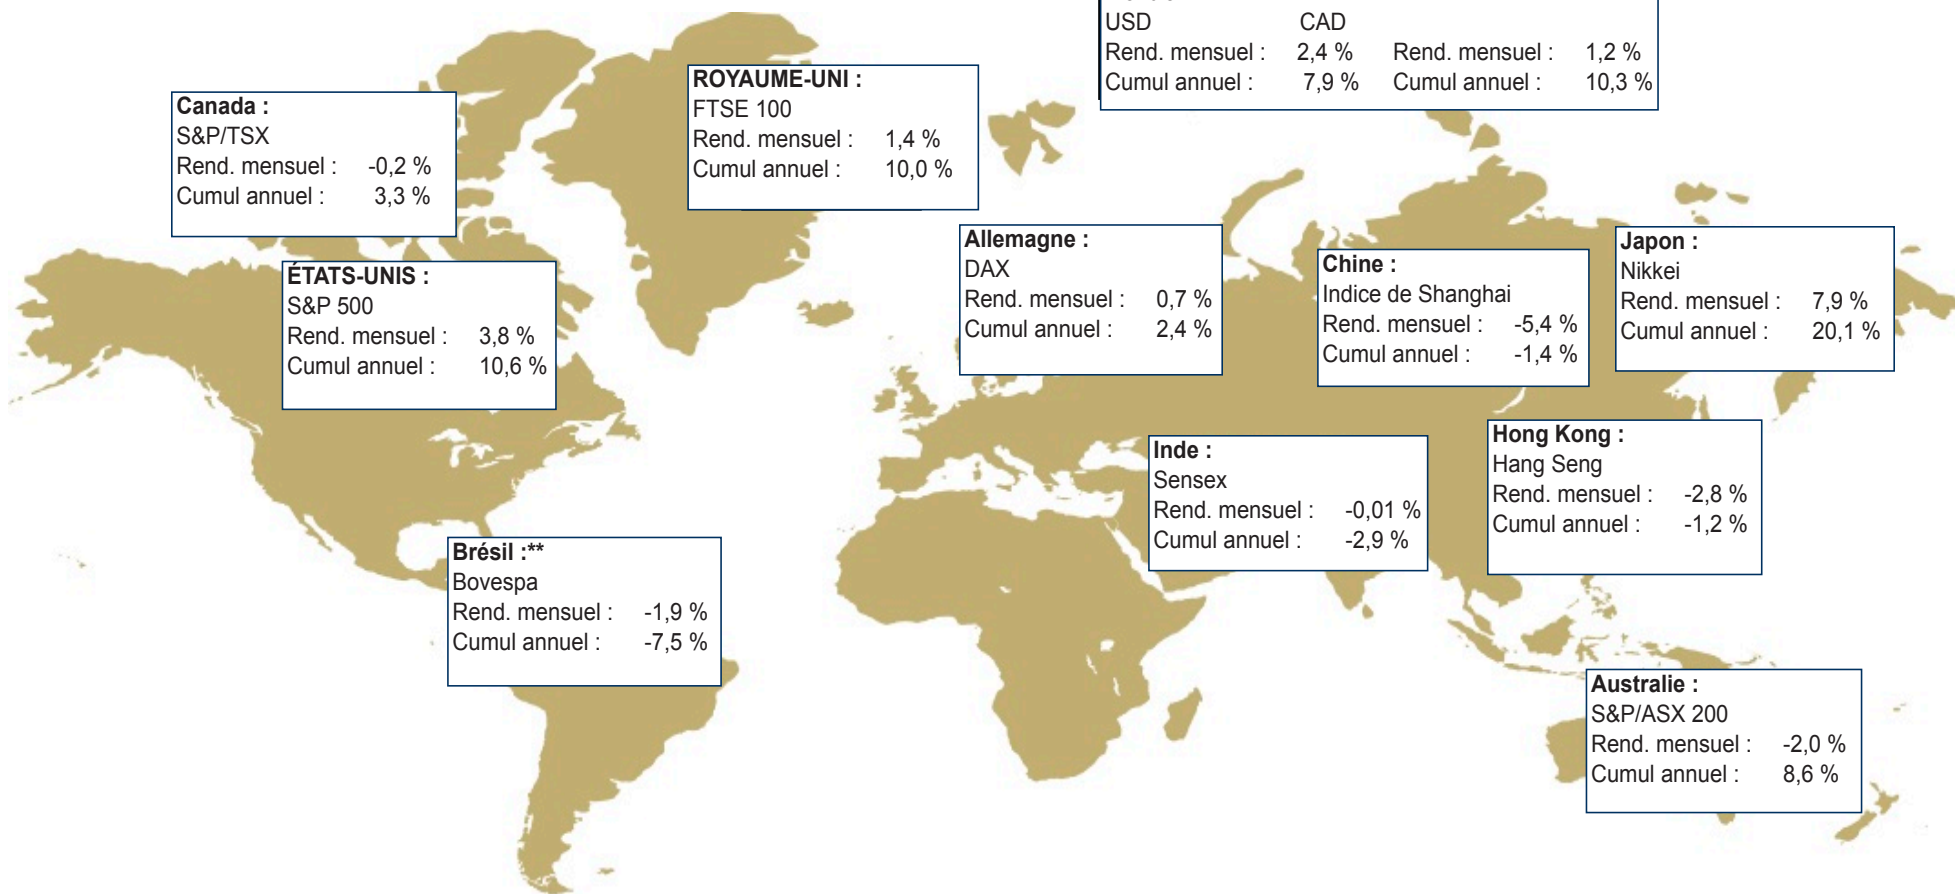 USD CAD
Rend. mensuel : 2,4 % Rend. mensuel : 1,2 %
Cumul annuel : 7,9 % Cumul annuel : 10,3 %
ROYAUME-UNI :
FTSE 100
Rend. mensuel : 1,4 %
Cumul annuel : 10,0 %
Canada :
S&P/TSX
Rend. mensuel : -0,2 %
Cumul annuel : 3,3 %
ÉTATS-UNIS :
S&P 500
Rend. mensuel : 3,8 %
Cumul annuel : 10,6 %
Allemagne :
DAX
Rend. mensuel : 0,7 %
Cumul annuel : 2,4 %
Chine :
Indice de Shanghai
Rend. mensuel : -5,4 %
Cumul annuel : -1,4 %
Japon :
Nikkei
Rend. mensuel : 7,9 %
Cumul annuel : 20,1 %
Inde :
Sensex
Rend. mensuel : -0,01 %
Cumul annuel : -2,9 %
Hong Kong :
Hang Seng
Rend. mensuel : -2,8 %
Cumul annuel : -1,2 %
Brésil :**
Bovespa
Rend. mensuel : -1,9 %
Cumul annuel : -7,5 %
Australie :
S&P/ASX 200
Rend. mensuel : -2,0 %
Cumul annuel : 8,6 %